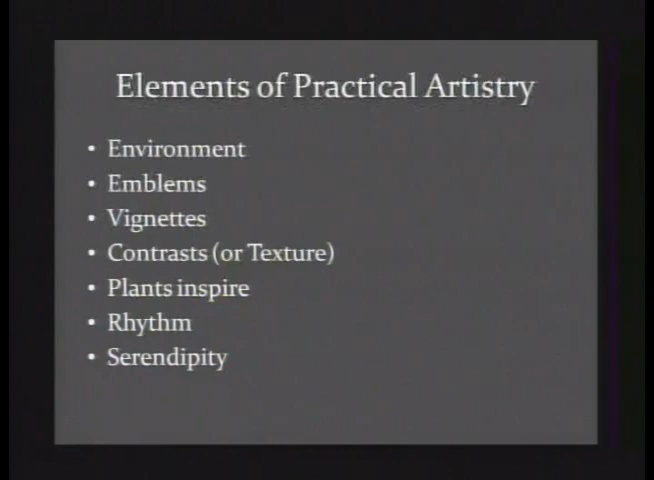 Elements of Practical Artistry
• Environment
• Emblems
• Vignettes
• Contrasts (or Texture)
• Plants inspire
• Rhythm
• Serendipity